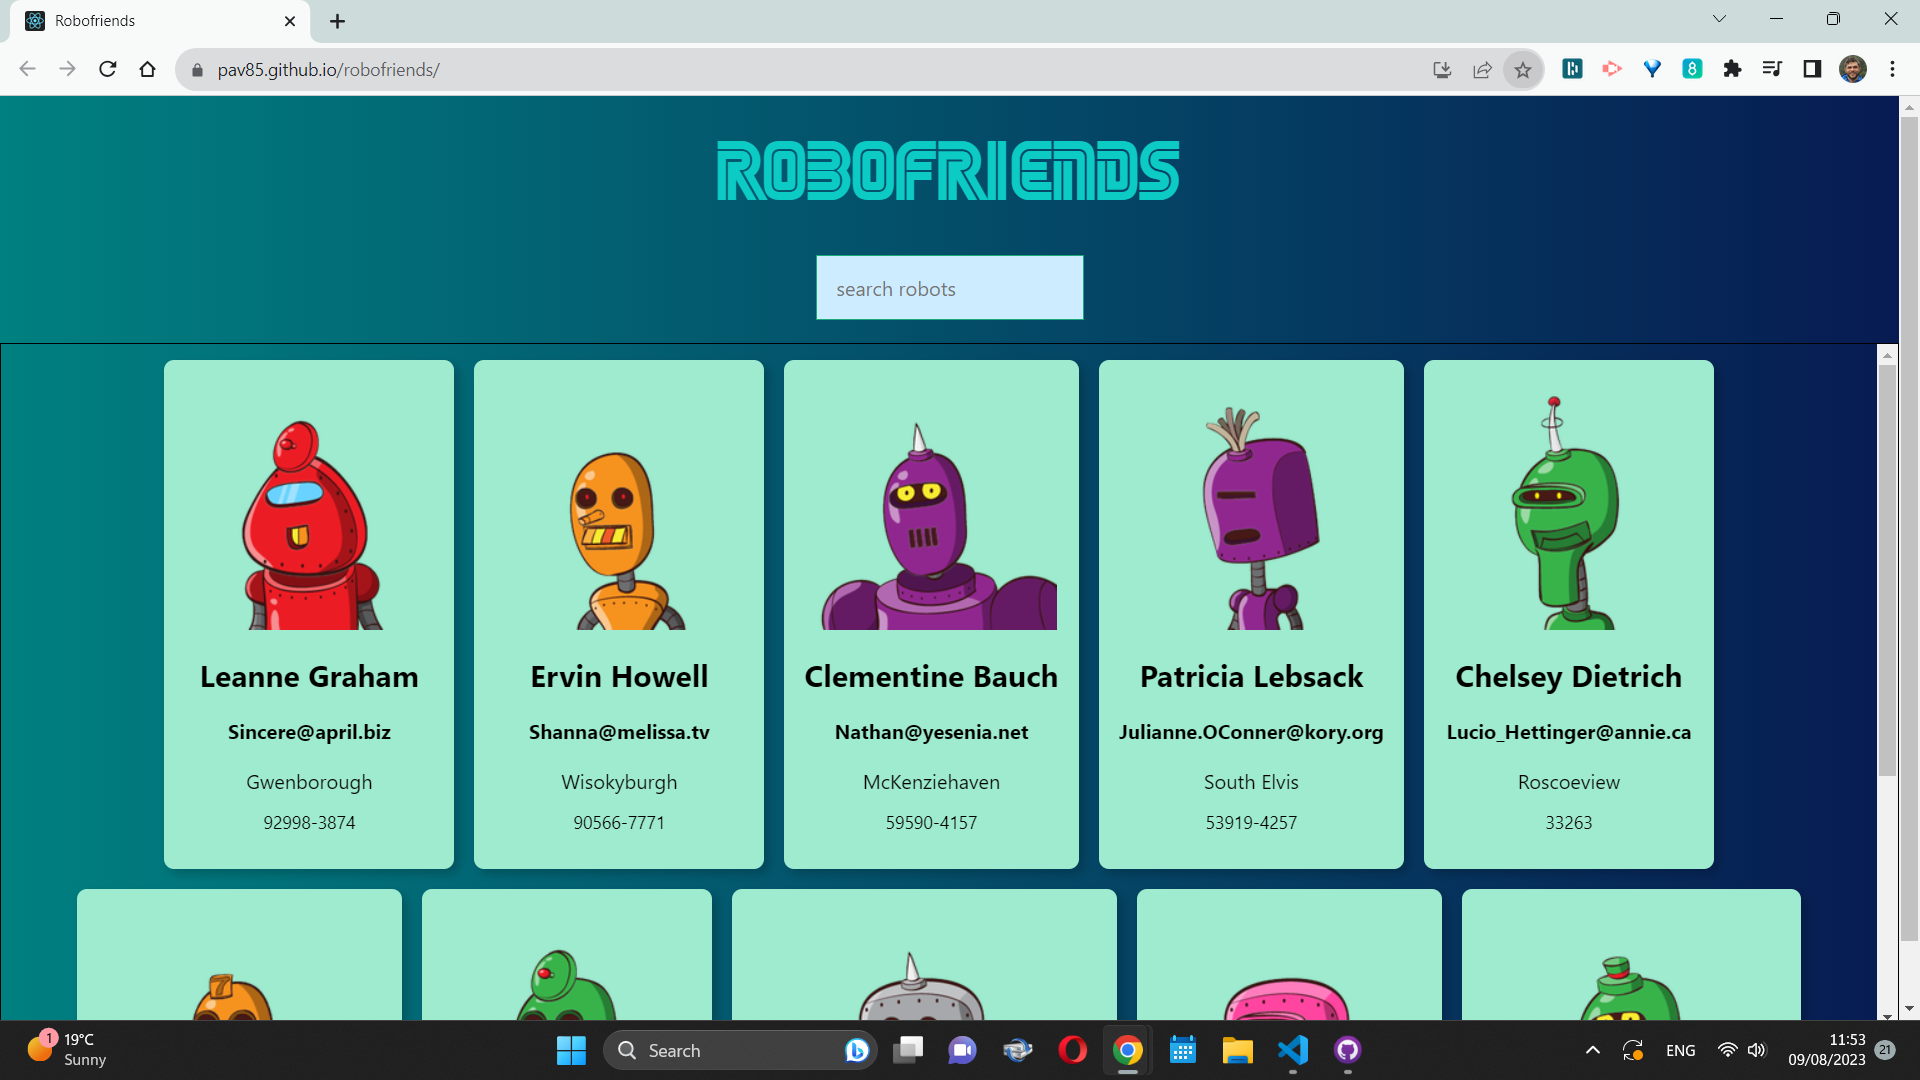 Robofriends
pav85.github.io/robofriends/
8
ROBOFRIENDS
search robots
Leanne Graham
Sincere@april.biz
Gwenborough
92998-3874
Ervin Howell
Shanna@melissa.tv
Wisokyburgh
90566-7771
Clementine Bauch
Nathan@yesenia.net
McKenziehaven
59590-4157
Patricia Lebsack
Julianne.OConner@kory.org
South Elvis
53919-4257
Chelsey Dietrich
Lucio_Hettinger@annie.ca
Roscoeview
33263
7
1
19°C
Sunny
Search
ENG
11:53
09/08/2023
21